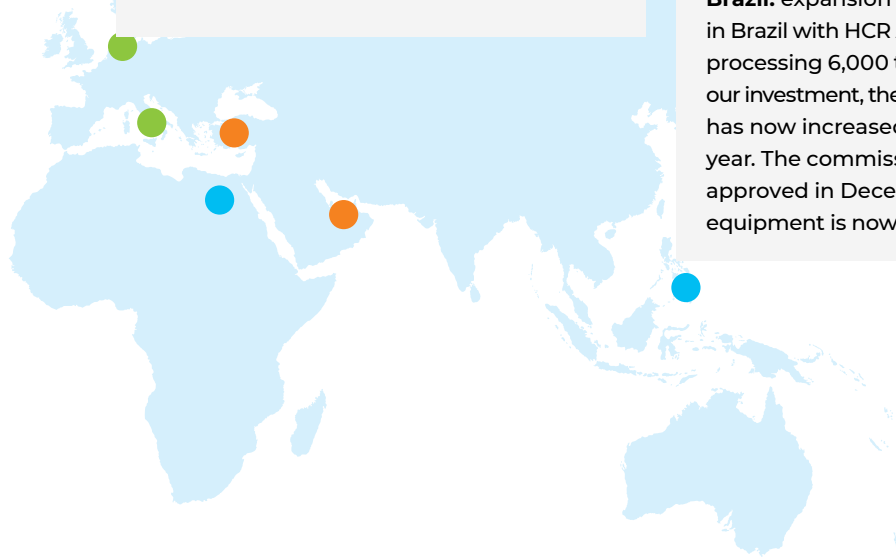 Brazil: expansion
in Brazil with HCR
processing 6,000
our investment, the
has now increased
year. The commiss
approved in Dece
equipment is now